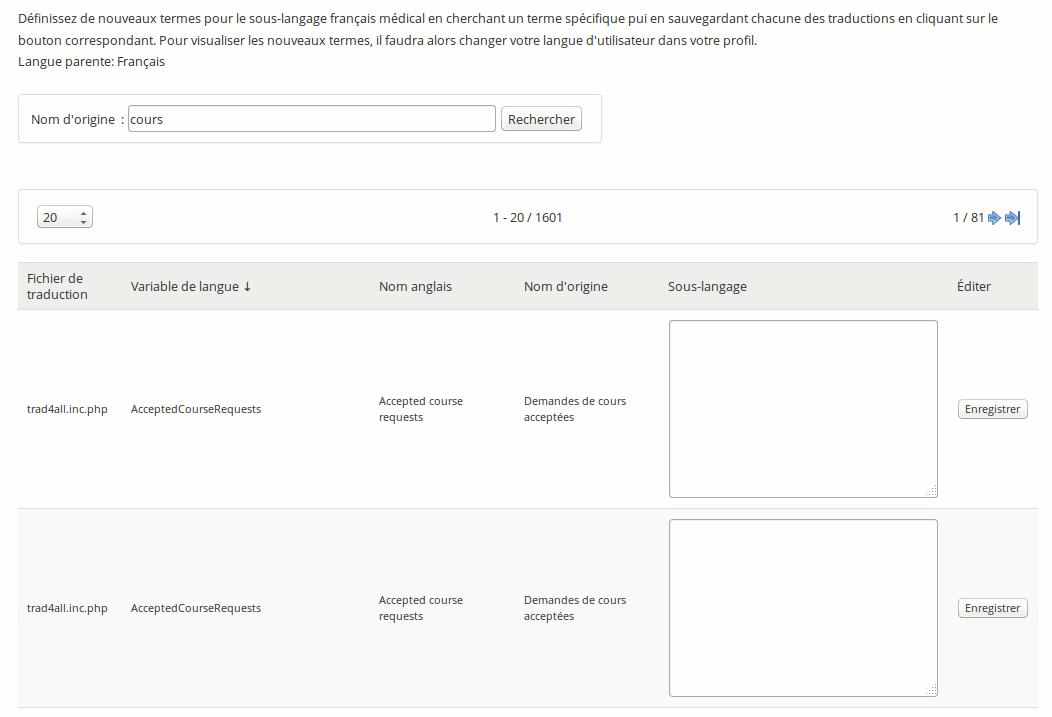 Définissez de nouveaux termes pour le sous-langage français médical en cherchant un terme spécifique pui en sauvegardant chacune des traductions en cliquant sur le
bouton correspondant. Pour visualiser les nouveaux termes, il faudra alors changer votre langue d'utilisateur dans votre profil.
Langue parente: Français
Nom d'origine : cours Rechercher
20 1 - 20 / 1601 1 / 81
Fichier de traduction Variable de langue ↓ Nom anglais Nom d'origine Sous-langage Éditer
trad4all.inc.php AcceptedCourseRequests Accepted course requests Demandes de cours acceptées Enregistrer
trad4all.inc.php AcceptedCourseRequests Accepted course requests Demandes de cours acceptées Enregistrer